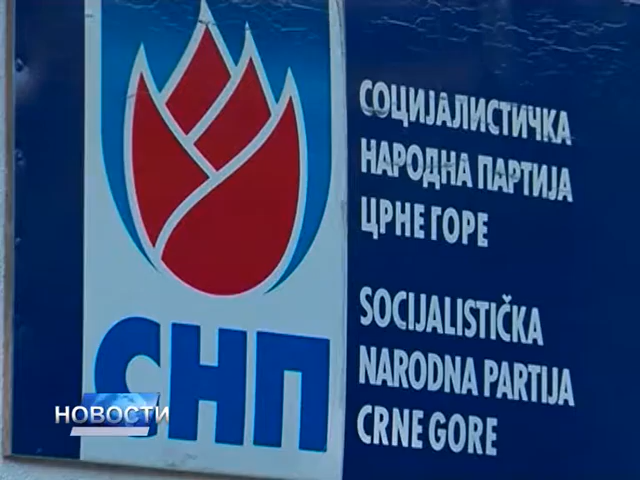 СОЦИЈАЛИСТИЧКА
НАРОДНА ПАРТИЈА
ЦРНЕ ГОРЕ
SOCIJALISTIČKA
NARODNA PARTIJA
CRNE GORE
СНП
НОВОСТИ